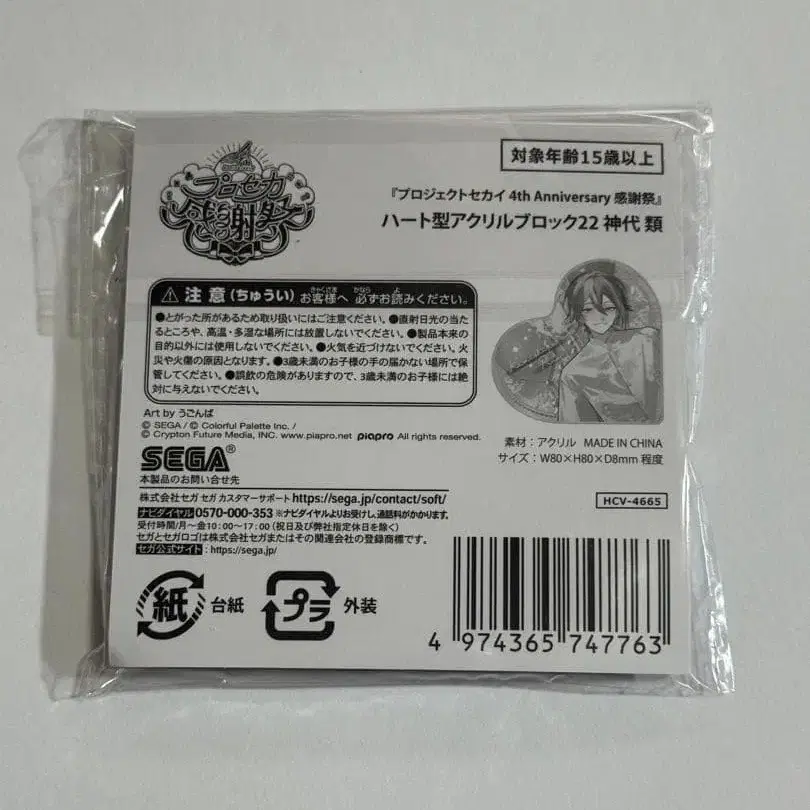 プロセカ
感謝祭
対象年齢15歳以上
『プロジェクトセカイ 4th Anniversary 感謝祭』
ハート型アクリルブロック22 神代 類
注意(ちゅうい) お客様へ 必ずお読みください。
●とがった所があるため取り扱いにはご注意ください。●直射日光の当た
るところや、高温・多湿な場所には放置しないでください。●製品本来の
目的以外には使用しないでください。●火気を近づけないでください。火
災や火傷の原因となります。●3歳未満のお子様の手の届かない場所で保
管してください。●誤飲の危険がありますので、3歳未満のお子様には絶
対に与えないでください。
Art by うごんば
© SEGA / © Colorful Palette Inc. /
© Crypton Future Media, INC. www.piapro.net piapro All rights reserved.
素材：アクリル MADE IN CHINA
サイズ：W80×H80×D8mm 程度
SEGA®
本製品のお問い合せ先
株式会社セガ セガ カスタマーサポート https://sega.jp/contact/soft/
ナビダイヤル 0570-000-353 ※ナビダイヤルよりお受けし、通話料がかかります。
受付時間/月～金10：00～17：00（祝日及び弊社指定休日を除く）
セガとセガロゴは株式会社セガまたはその関連会社の登録商標です。
セガ公式サイト：https://sega.jp/
HCV-4665
紙 台紙
プラ 外装
4 974365 747763